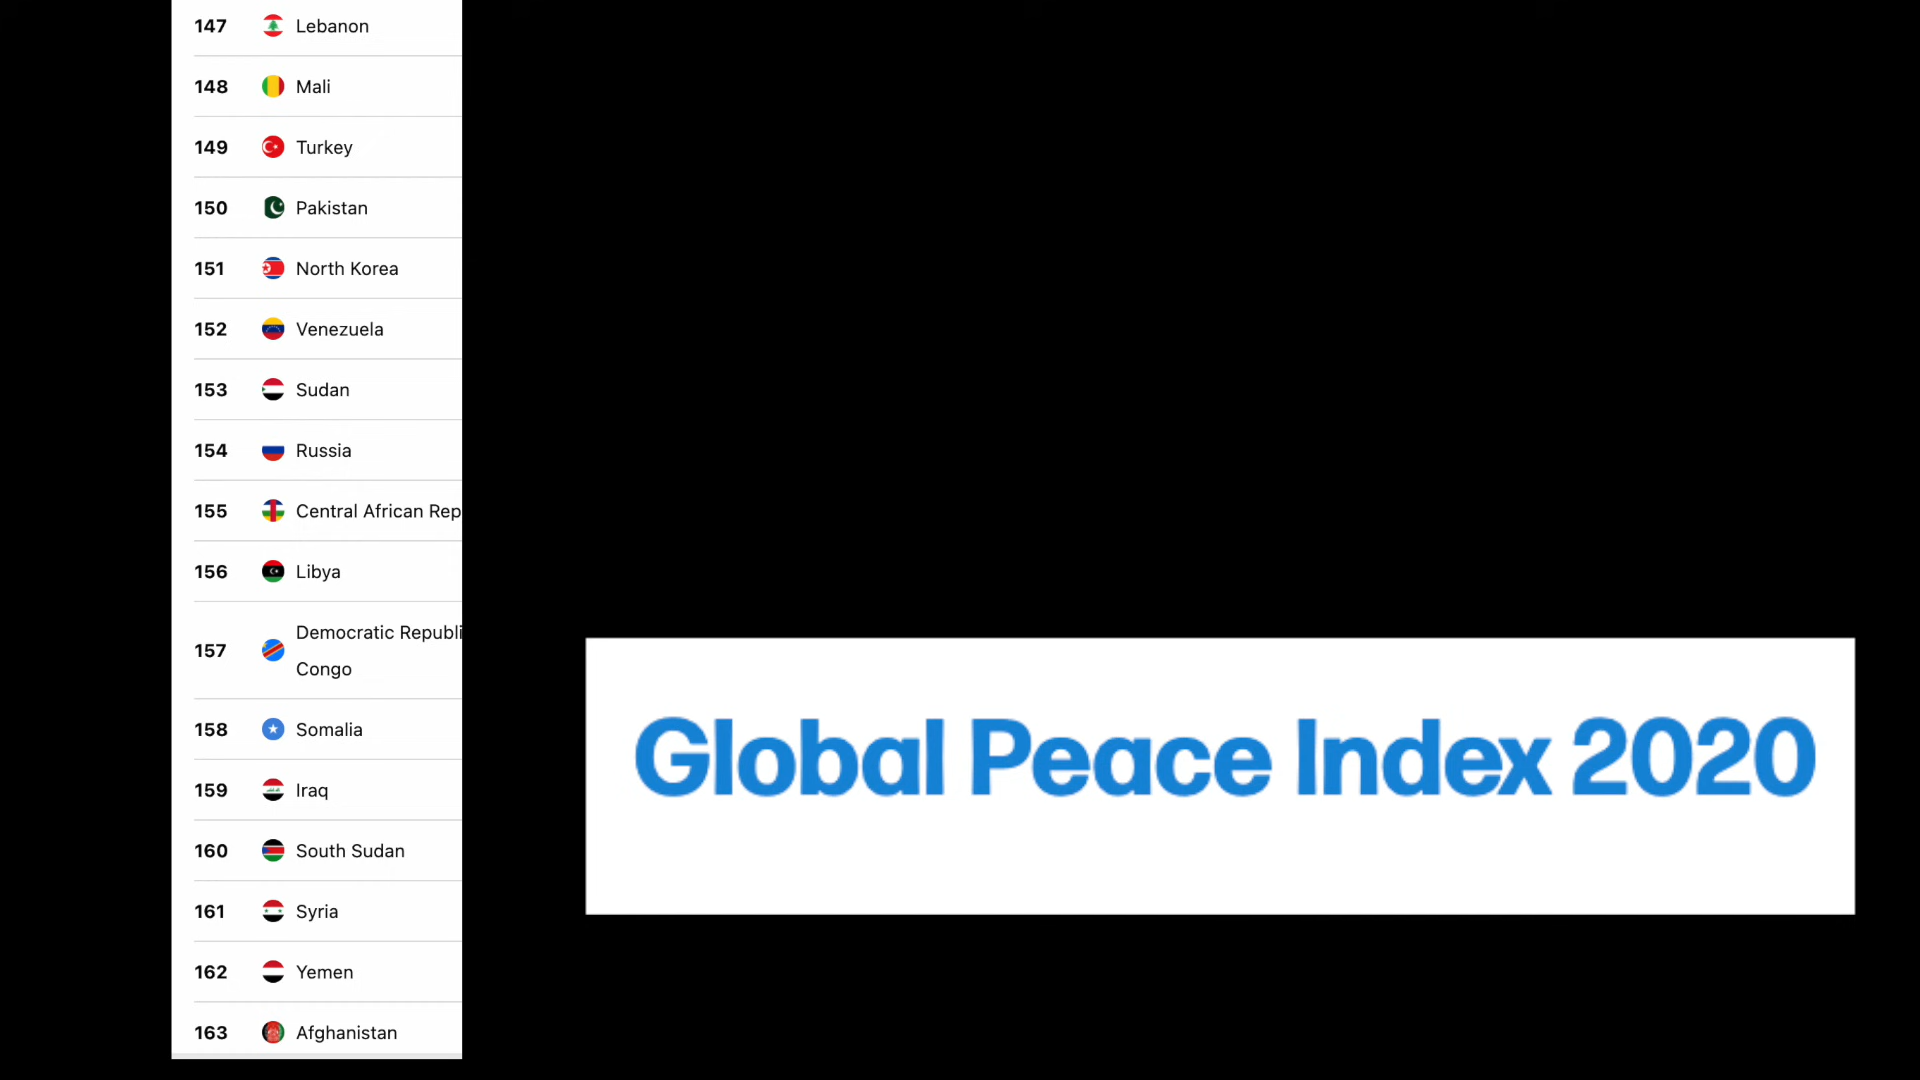 147 Lebanon
148 Mali
149 Turkey
150 Pakistan
151 North Korea
152 Venezuela
153 Sudan
154 Russia
155 Central African Rep
156 Libya
157 Democratic Republi
Congo
158 Somalia
159 Iraq
160 South Sudan
161 Syria
162 Yemen
163 Afghanistan
Global Peace Index 2020